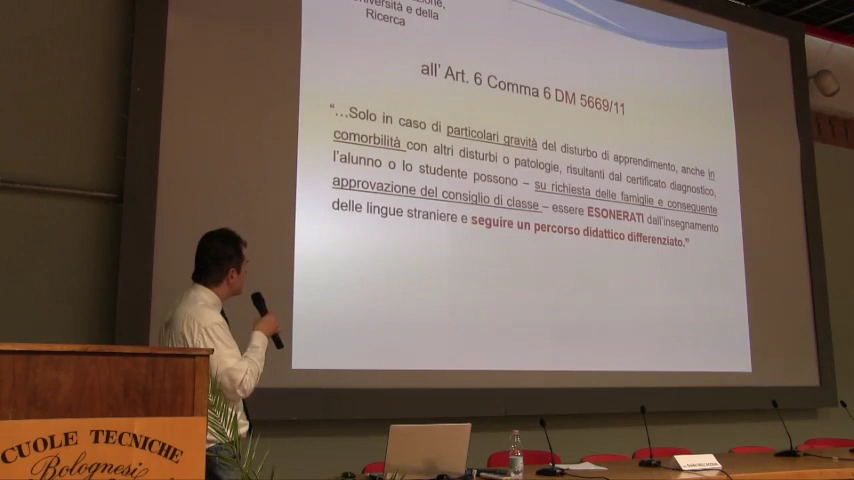 niversità e della
Ricerca
all' Art. 6 Comma 6 DM 5669/11
“...Solo in caso di particolari gravità del disturbo di apprendimento, anche in
comorbilità con altri disturbi o patologie, risultanti dal certificato diagnostico,
l'alunno o lo studente possono – su richiesta delle famiglie e conseguente
approvazione del consiglio di classe – essere ESONERATI dall'insegnamento
delle lingue straniere e seguire un percorso didattico differenziato.”
CUOLE TECNICHE
Bolognesi